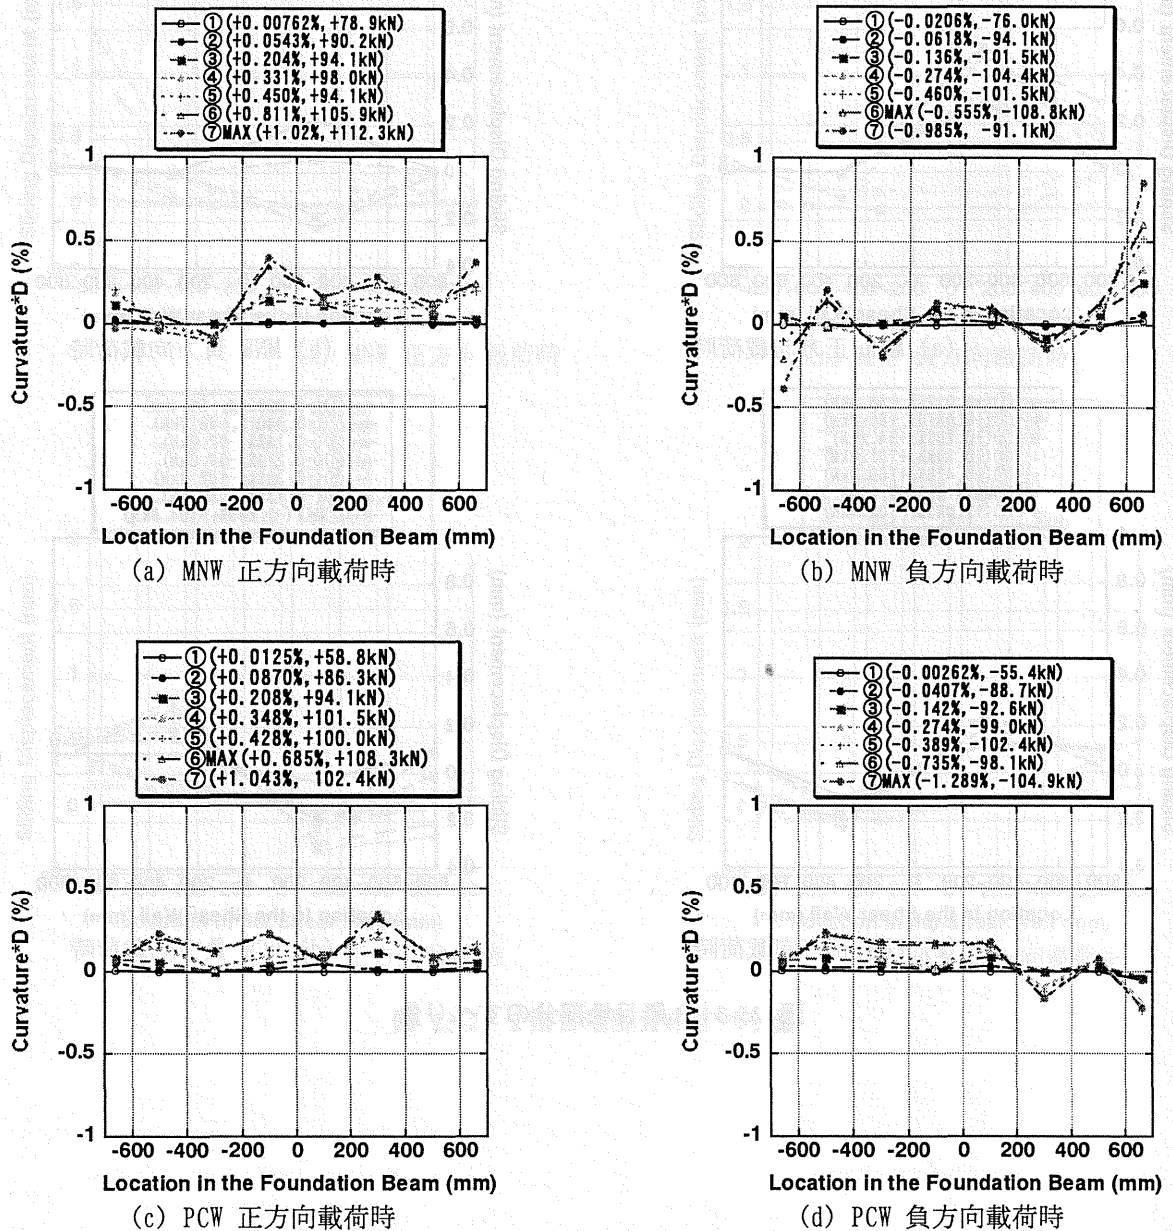 ①(+0.00762%,+78.9kN)
②(+0.0543%,+90.2kN)
③(+0.204%,+94.1kN)
④(+0.331%,+98.0kN)
⑤(+0.450%,+94.1kN)
⑥(+0.811%,+105.9kN)
⑦MAX(+1.02%,+112.3kN)
1
0.5
0
-0.5
-1
Curvature*D (%)
-600 -400 -200 0 200 400 600
Location in the Foundation Beam (mm)
(a) MNW 正方向載荷時
①(-0.0206%,-76.0kN)
②(-0.0618%,-94.1kN)
③(-0.136%,-101.5kN)
④(-0.274%,-104.4kN)
⑤(-0.460%,-101.5kN)
⑥MAX(-0.555%,-108.8kN)
⑦(-0.985%,-91.1kN)
1
0.5
0
-0.5
-1
Curvature*D (%)
-600 -400 -200 0 200 400 600
Location in the Foundation Beam (mm)
(b) MNW 負方向載荷時
①(+0.0125%,+58.8kN)
②(+0.0870%,+86.3kN)
③(+0.208%,+94.1kN)
④(+0.348%,+101.5kN)
⑤(+0.428%,+100.0kN)
⑥MAX(+0.685%,+108.3kN)
⑦(+1.043%, 102.4kN)
1
0.5
0
-0.5
-1
Curvature*D (%)
-600 -400 -200 0 200 400 600
Location in the Foundation Beam (mm)
(c) PCW 正方向載荷時
①(-0.00262%,-55.4kN)
②(-0.0407%,-88.7kN)
③(-0.142%,-92.6kN)
④(-0.274%,-99.0kN)
⑤(-0.389%,-102.4kN)
⑥(-0.735%,-98.1kN)
⑦MAX(-1.289%,-104.9kN)
1
0.5
0
-0.5
-1
Curvature*D (%)
-600 -400 -200 0 200 400 600
Location in the Foundation Beam (mm)
(d) PCW 負方向載荷時